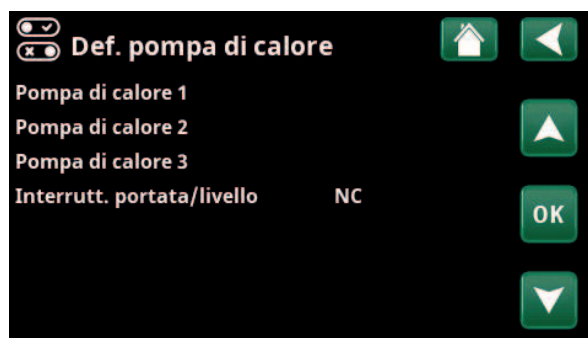 Def. pompa di calore
Pompa di calore 1
Pompa di calore 2
Pompa di calore 3
Interrutt. portata/livello NC
OK